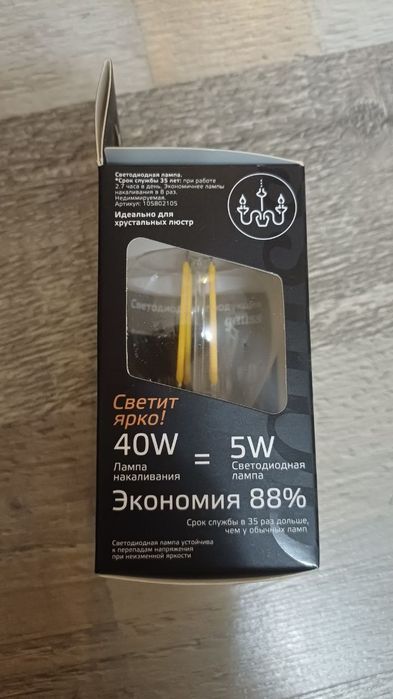 Светодиодная лампа.
*Срок службы 35 лет: при работе
2.7 часа в день. Экономичнее лампы
накаливания в 8 раз.
Недиммируемая.
Артикул: 105802105
Идеально для
хрустальных люстр
Светодиод
gauss
Светит
ярко!
40W = 5W
Лампа накаливания
Светодиодная лампа
Экономия 88%
Срок службы в 35 раз дольше,
чем у обычных ламп
Светодиодная лампа устойчива
к перепадам напряжения
при неизменной яркости